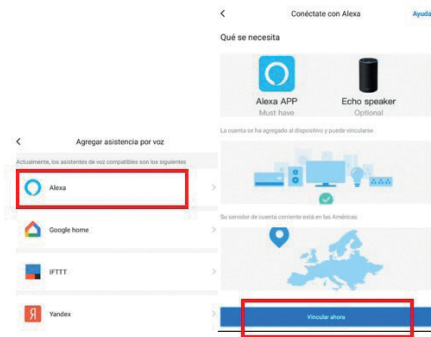 Agregar asistencia por voz
Actualmente, los asistentes de voz compatibles son los siguientes
Alexa
Google home
IFTTT
Я
Yandex
Conéctate con Alexa
Ayuda
Qué se necesita
Alexa APP
Must have
Echo speaker
Optional
La cuenta se ha agregado al dispositivo y puede vincularse.
Su servidor de cuenta corriente está en las Américas
Vincular ahora